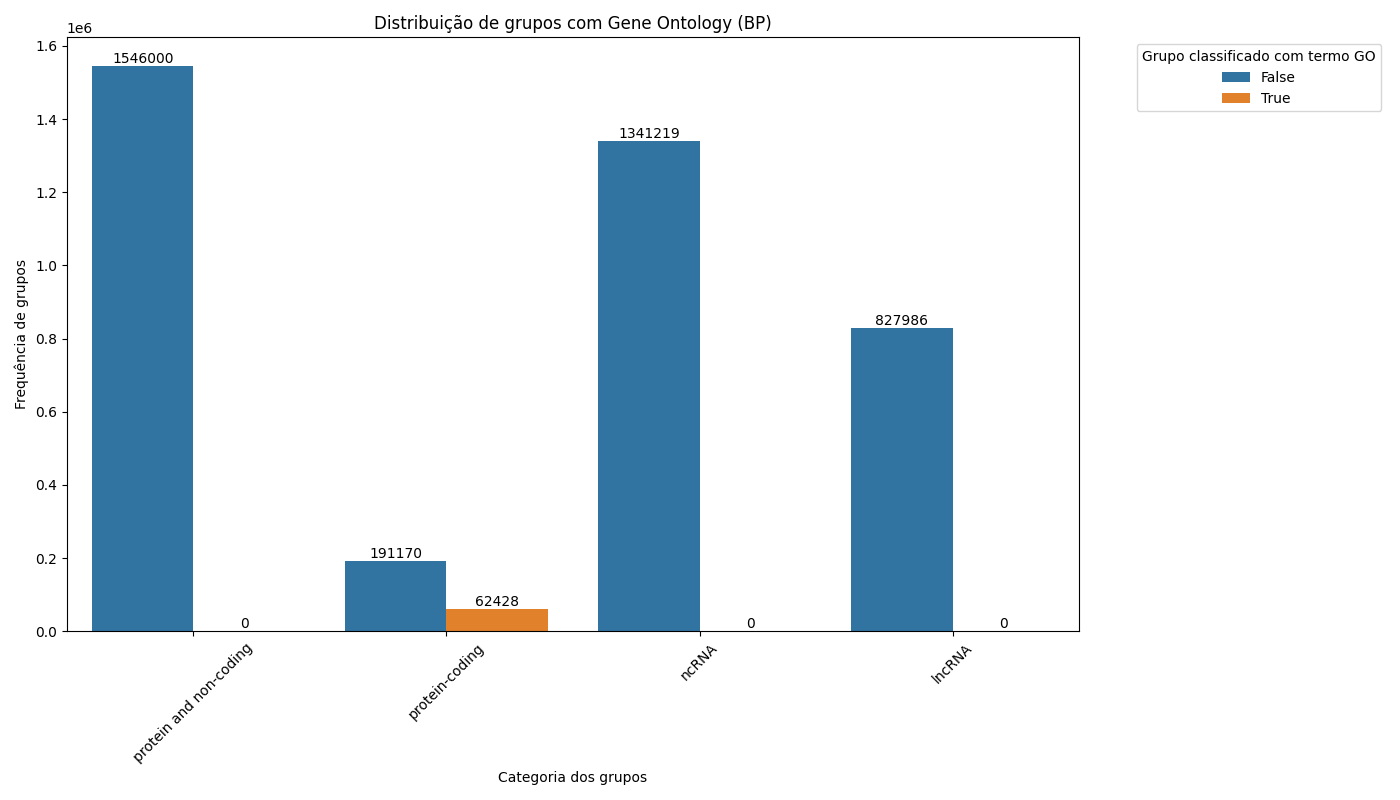 Distribuição de grupos com Gene Ontology (BP)
1e6
1.6
1.4
1.2
1.0
0.8
0.6
0.4
0.2
0.0
Frequência de grupos
1546000
0
191170
62428
1341219
0
827986
0
protein and non-coding
protein-coding
ncRNA
lncRNA
Categoria dos grupos
Grupo classificado com termo GO
False
True